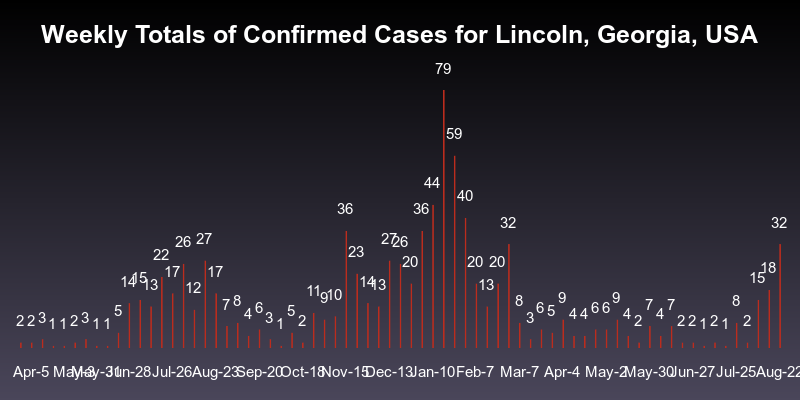 Weekly Totals of Confirmed Cases for Lincoln, Georgia, USA
79
59
44
40
36 36
32 32
27 27 26
26
23
22
20 20 20
17 17
18
14 15 13
14 13
13
15
12
11 9 10
2 2 3 1 1 2 3 1 1 5
7 8 4 6 3 1 5 2
8 3 6 5 9 4 4 6 6 9 4 2 7 4 7 2 2 1 2 1 8 2
Apr-5 May-3 May-31 Jun-28 Jul-26 Aug-23 Sep-20 Oct-18 Nov-15 Dec-13 Jan-10 Feb-7 Mar-7 Apr-4 May-2 May-30 Jun-27 Jul-25 Aug-22